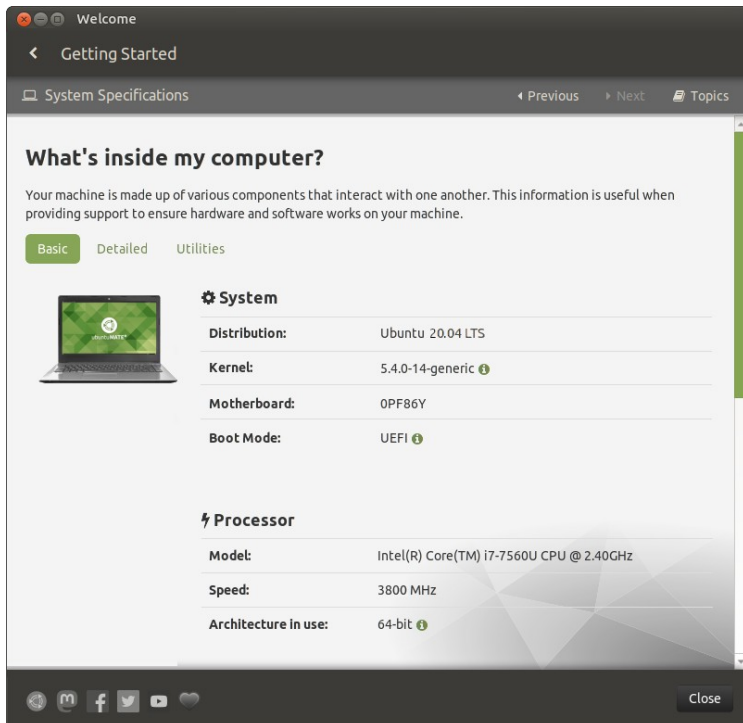 Welcome
Getting Started
System Specifications
Previous
Next
Topics
What's inside my computer?
Your machine is made up of various components that interact with one another. This information is useful when
providing support to ensure hardware and software works on your machine.
Basic Detailed Utilities
ubuntu MATE
System
Distribution: Ubuntu 20.04 LTS
Kernel: 5.4.0-14-generic
Motherboard: 0PF86Y
Boot Mode: UEFI
Processor
Model: Intel(R) Core(TM) i7-7560U CPU @ 2.40GHz
Speed: 3800 MHz
Architecture in use: 64-bit
Close